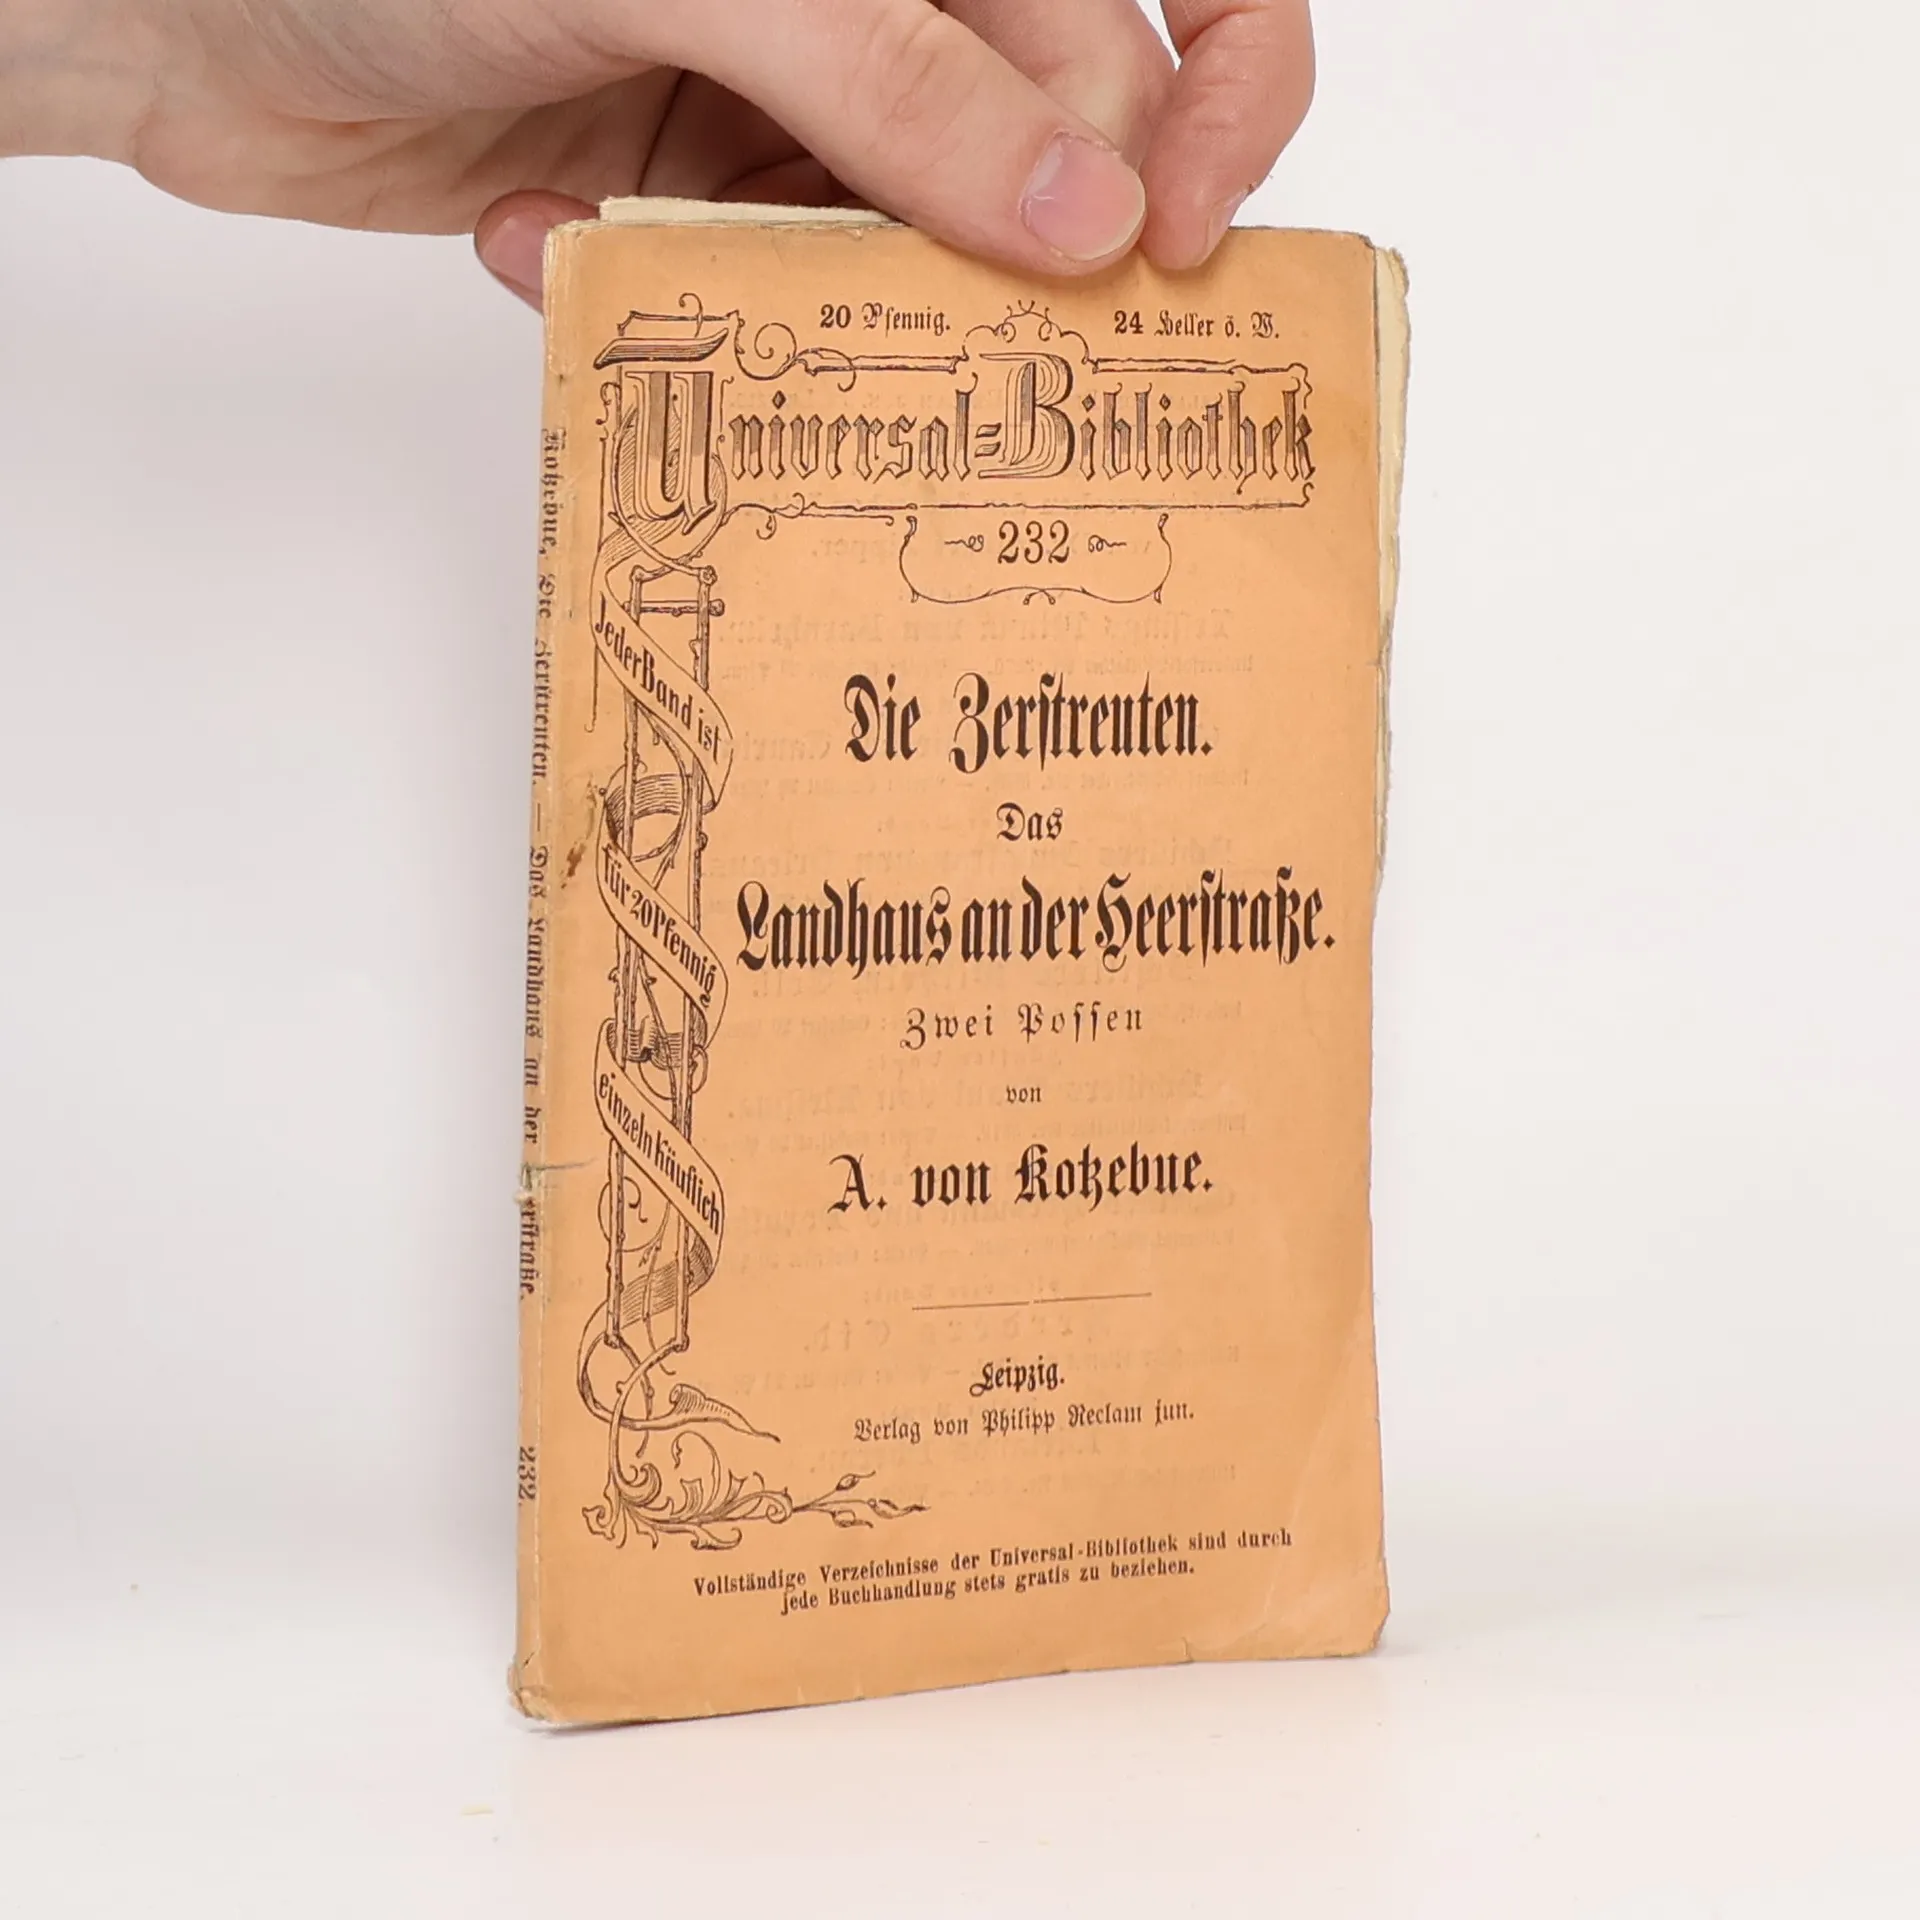 20 Pfennig. 24 Heller ö. W.
Universal=Bibliothek
232
Jeder Band ist
für 20 Pfennig
einzeln käuflich
Die Zerstreuten.
Das
Landhaus an der Heerstraße.
Zwei Possen
von
A. von Kotzebue.
Leipzig.
Verlag von Philipp Reclam jun.
Vollständige Verzeichnisse der Universal-Bibliothek sind durch
jede Buchhandlung stets gratis zu beziehen.
Kotzebue, Die Zerstreuten. — Das Landhaus an der Heerstraße. 232.